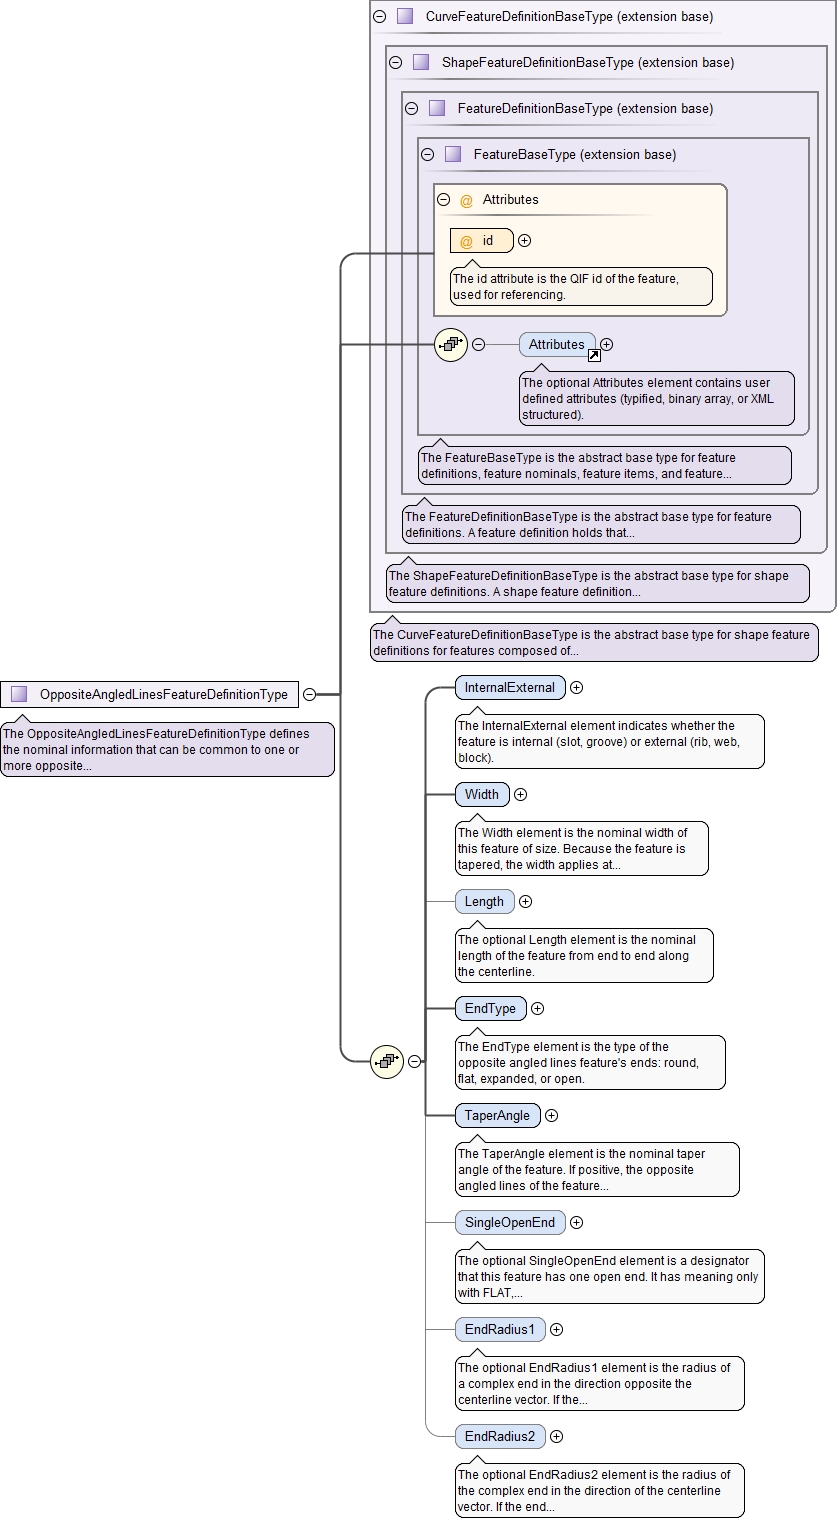 CurveFeatureDefinitionBaseType (extension base)
ShapeFeatureDefinitionBaseType (extension base)
FeatureDefinitionBaseType (extension base)
FeatureBaseType (extension base)
@ Attributes
@ id
The id attribute is the QIF id of the feature,
used for referencing.
Attributes
The optional Attributes element contains user
defined attributes (typified, binary array, or XML
structured).
The FeatureBaseType is the abstract base type for feature
definitions, feature nominals, feature items, and feature...
The FeatureDefinitionBaseType is the abstract base type for feature
definitions. A feature definition holds that...
The ShapeFeatureDefinitionBaseType is the abstract base type for shape
feature definitions. A shape feature definition...
The CurveFeatureDefinitionBaseType is the abstract base type for shape feature
definitions for features composed of...
OppositeAngledLinesFeatureDefinitionType
The OppositeAngledLinesFeatureDefinitionType defines
the nominal information that can be common to one or
more opposite...
InternalExternal
The InternalExternal element indicates whether the
feature is internal (slot, groove) or external (rib, web,
block).
Width
The Width element is the nominal width of
this feature of size. Because the feature is
tapered, the width applies at...
Length
The optional Length element is the nominal
length of the feature from end to end along
the centerline.
EndType
The EndType element is the type of the
opposite angled lines feature's ends: round,
flat, expanded, or open.
TaperAngle
The TaperAngle element is the nominal taper
angle of the feature. If positive, the opposite
angled lines of the feature...
SingleOpenEnd
The optional SingleOpenEnd element is a designator
that this feature has one open end. It has meaning only
with FLAT,...
EndRadius1
The optional EndRadius1 element is the radius of
a complex end in the direction opposite the
centerline vector. If the...
EndRadius2
The optional EndRadius2 element is the radius of
the complex end in the direction of the centerline
vector. If the end...